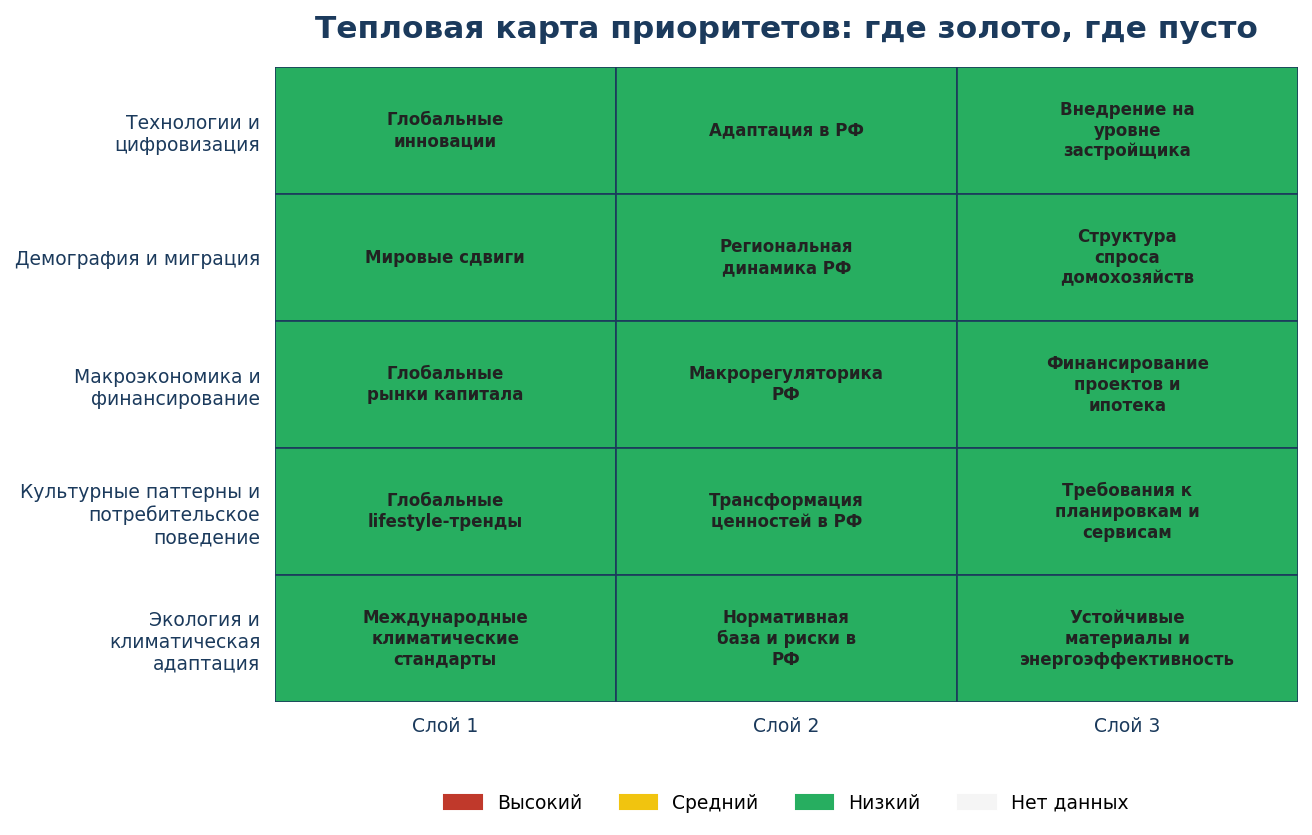 Тепловая карта приоритетов: где золото, где пусто
Технологии и
цифровизация
Глобальные
инновации
Адаптация в РФ
Внедрение на
уровне
застройщика
Демография и миграция
Мировые сдвиги
Региональная
динамика РФ
Структура
спроса
домохозяйств
Макроэкономика и
финансирование
Глобальные
рынки капитала
Макрорегуляторика
РФ
Финансирование
проектов и
ипотека
Культурные паттерны и
потребительское
поведение
Глобальные
lifestyle-тренды
Трансформация
ценностей в РФ
Требования к
планировкам и
сервисам
Экология и
климатическая
адаптация
Международные
климатические
стандарты
Нормативная
база и риски в
РФ
Устойчивые
материалы и
энергоэффективность
Слой 1
Слой 2
Слой 3
Высокий
Средний
Низкий
Нет данных